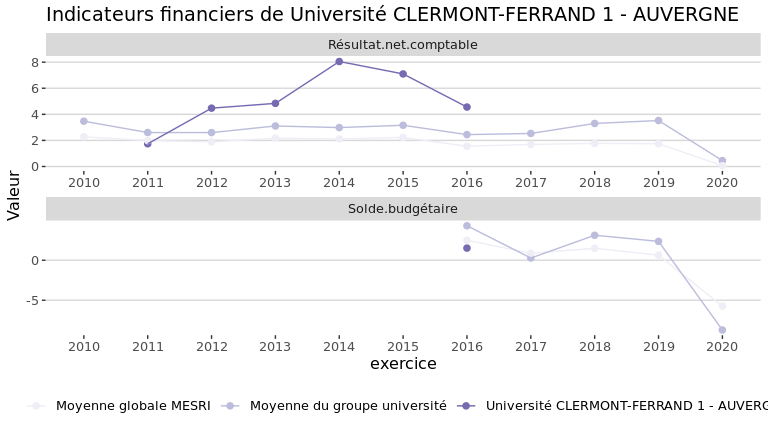 Indicateurs financiers de Université CLERMONT-FERRAND 1 - AUVERGNE
Résultat.net.comptable
8
6
4
2
0
2010 2011 2012 2013 2014 2015 2016 2017 2018 2019 2020
Valeur
Solde.budgétaire
0
-5
2010 2011 2012 2013 2014 2015 2016 2017 2018 2019 2020
exercice
Moyenne globale MESRI Moyenne du groupe université Université CLERMONT-FERRAND 1 - AUVERG